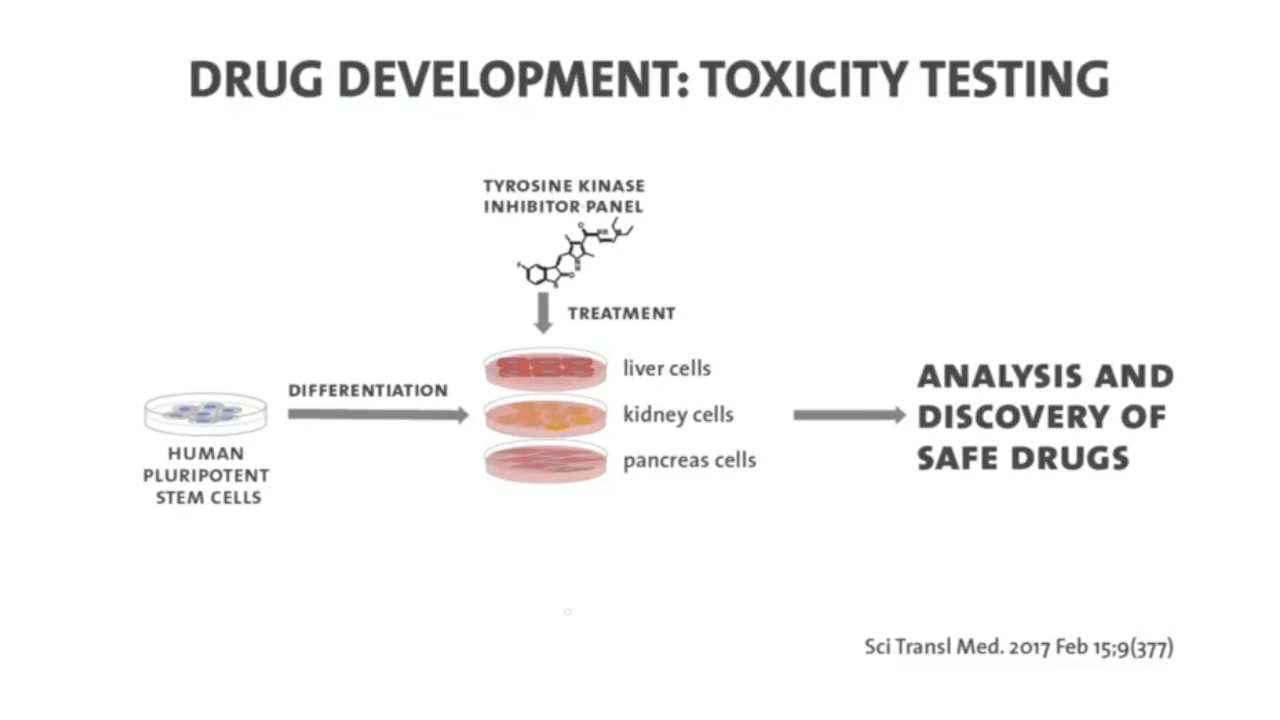 DRUG DEVELOPMENT: TOXICITY TESTING
TYROSINE KINASE
INHIBITOR PANEL
TREATMENT
DIFFERENTIATION
HUMAN
PLURIPOTENT
STEM CELLS
liver cells
kidney cells
pancreas cells
ANALYSIS AND
DISCOVERY OF
SAFE DRUGS
Sci Transl Med. 2017 Feb 15;9(377)